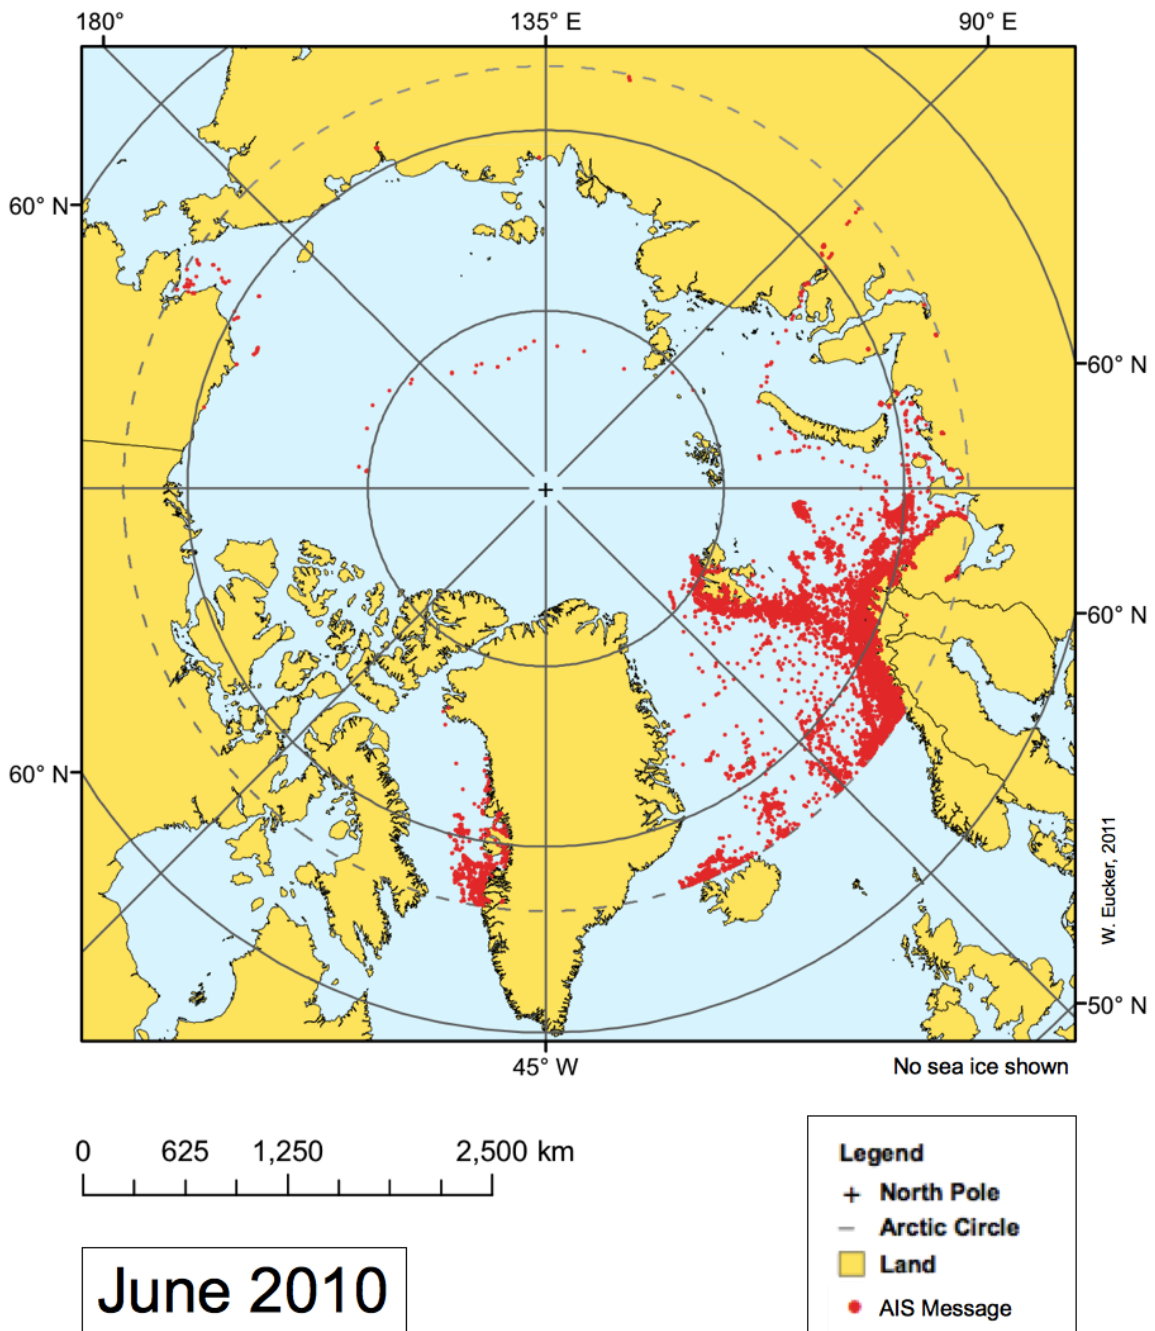 180°
135° E
90° E
60° N
60° N
60° N
60° N
50° N
45° W
W. Eucker, 2011
No sea ice shown
0 625 1,250 2,500 km
Legend
+ North Pole
– Arctic Circle
Land
AIS Message
June 2010